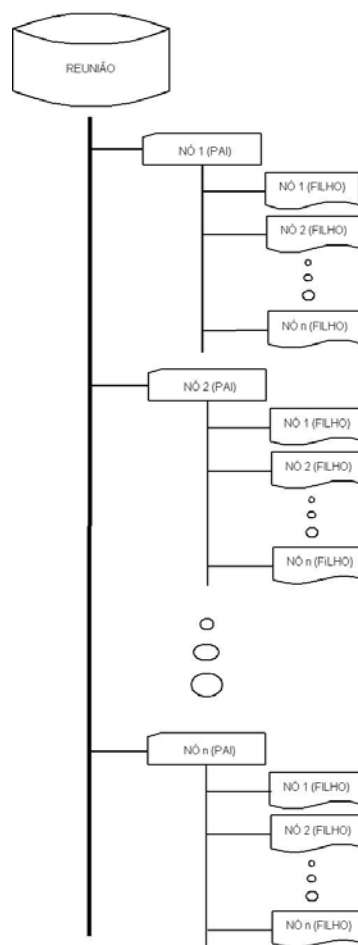 REUNIÃO
NÓ 1 (PAI)
NÓ 1 (FILHO)
NÓ 2 (FILHO)
NÓ n (FILHO)
NÓ 2 (PAI)
NÓ 1 (FILHO)
NÓ 2 (FILHO)
NÓ n (FiLHO)
NÓ n (PAI)
NÓ 1 (FILHO)
NÓ 2 (FILHO)
NÓ n (FILHO)